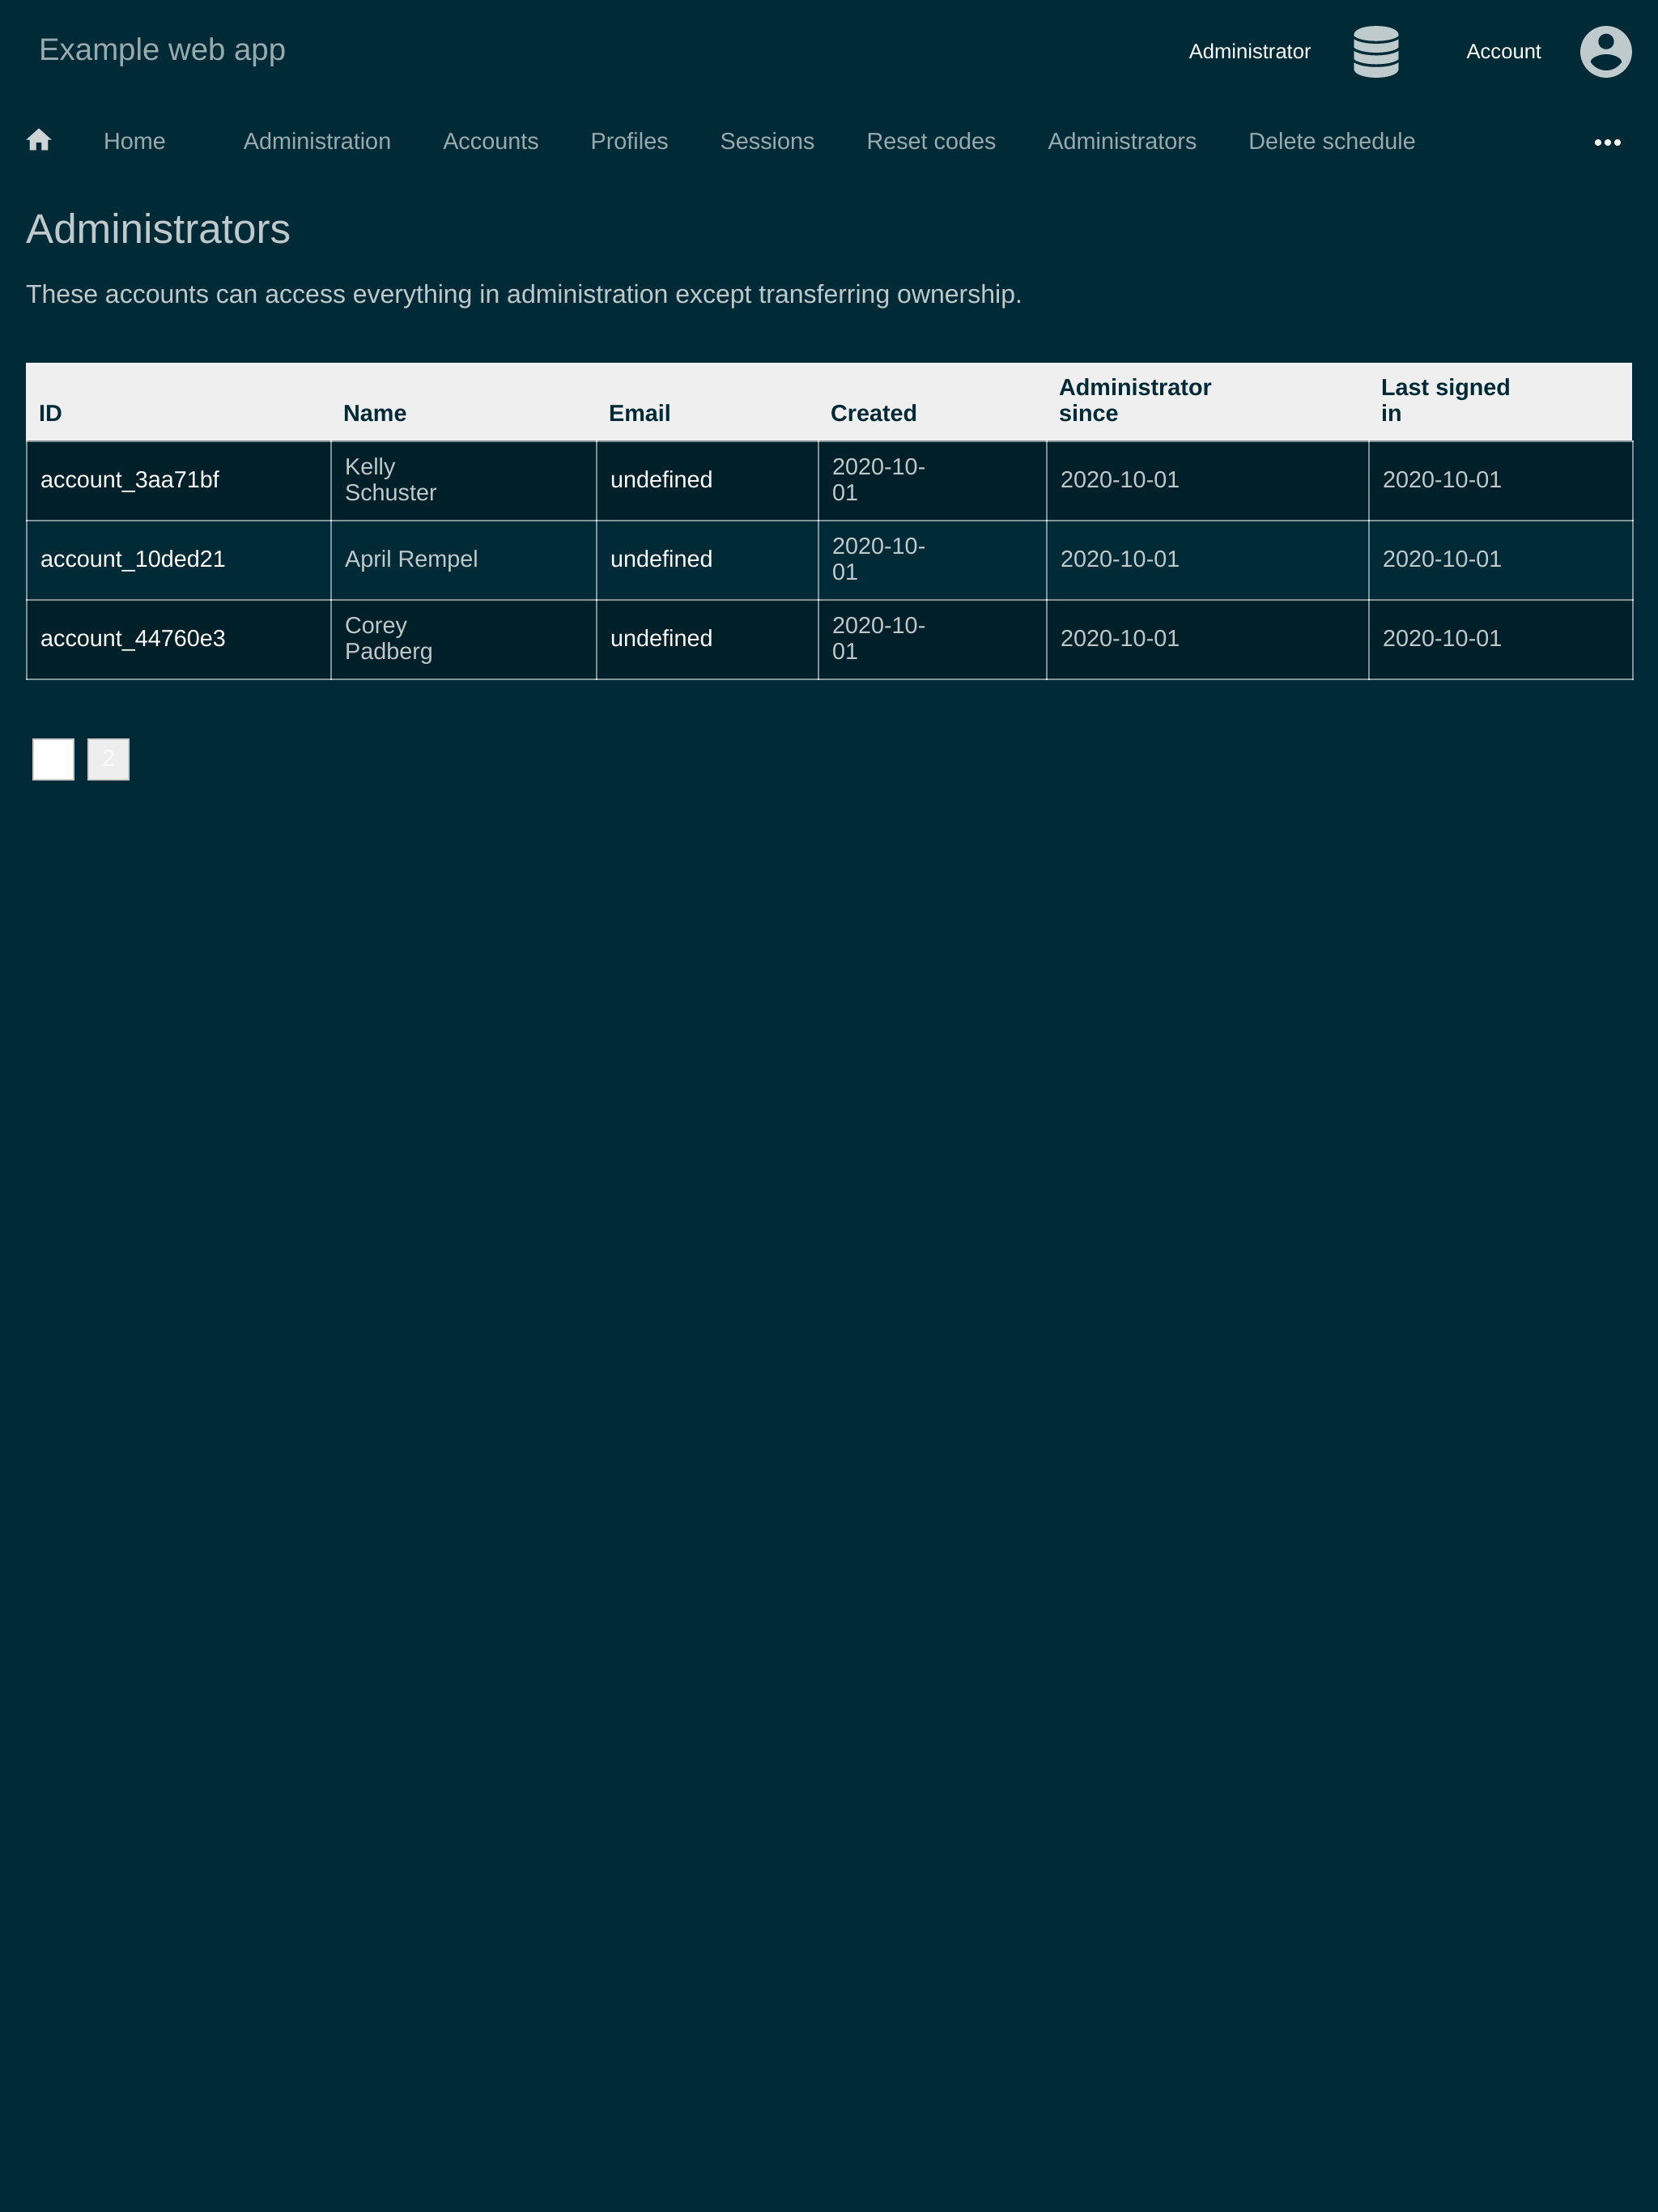 Example web app
Administrator
Account
Home Administration Accounts Profiles Sessions Reset codes Administrators Delete schedule
Administrators
These accounts can access everything in administration except transferring ownership.
ID Name Email Created Administrator since Last signed in
account_3aa71bf Kelly Schuster undefined 2020-10-01 2020-10-01 2020-10-01
account_10ded21 April Rempel undefined 2020-10-01 2020-10-01 2020-10-01
account_44760e3 Corey Padberg undefined 2020-10-01 2020-10-01 2020-10-01
2